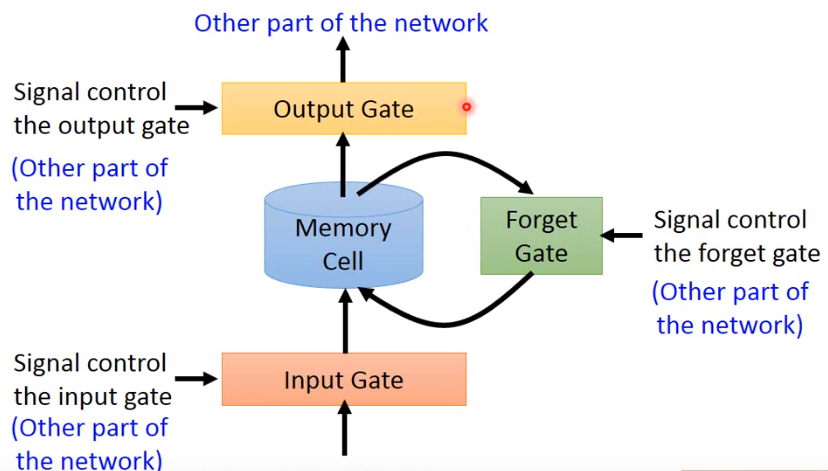 Other part of the network
Signal control
the output gate
(Other part of
the network)
Output Gate
Memory
Cell
Forget
Gate
Signal control
the forget gate
(Other part of
the network)
Signal control
the input gate
(Other part of
the network)
Input Gate